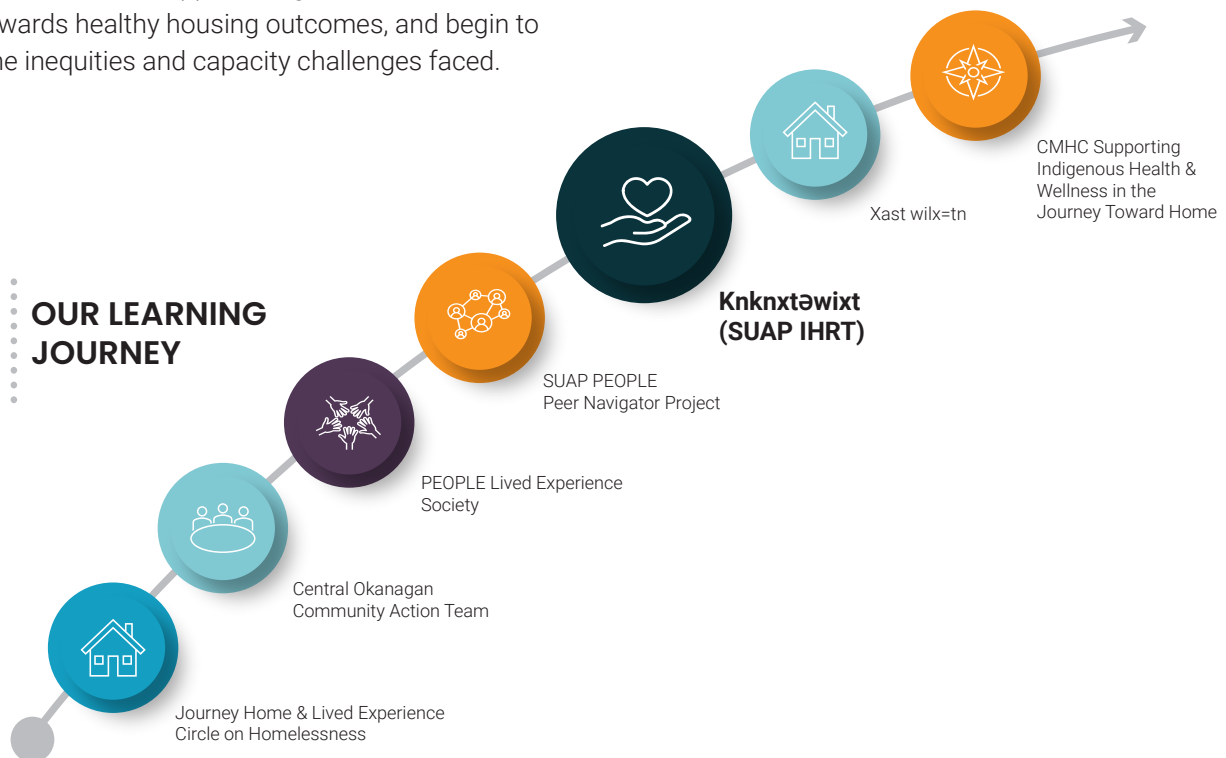 wards healthy housing outcomes, and begin to
inequities and capacity challenges faced.
OUR LEARNING
JOURNEY
CMHC Supporting
Indigenous Health &
Wellness in the
Journey Toward Home
Xast wilx=tn
Knknxtəwixt
(SUAP IHRT)
SUAP PEOPLE
Peer Navigator Project
PEOPLE Lived Experience
Society
Central Okanagan
Community Action Team
Journey Home & Lived Experience
Circle on Homelessness